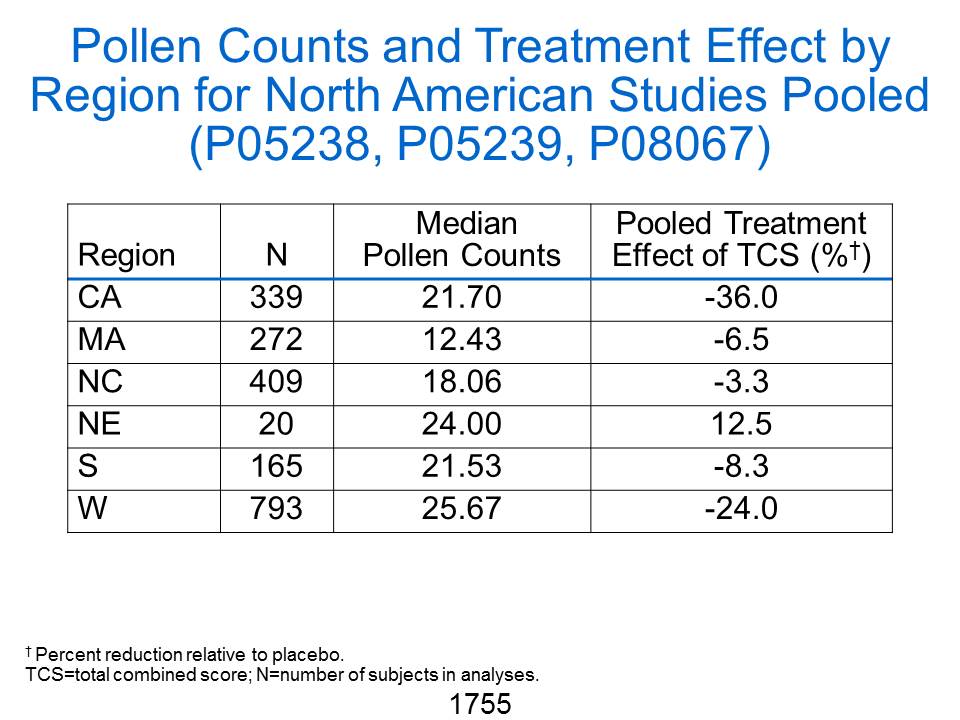 Pollen Counts and Treatment Effect by
Region for North American Studies Pooled
(P05238, P05239, P08067)
Region N Median Pollen Counts Pooled Treatment Effect of TCS (%†)
CA 339 21.70 -36.0
MA 272 12.43 -6.5
NC 409 18.06 -3.3
NE 20 24.00 12.5
S 165 21.53 -8.3
W 793 25.67 -24.0
† Percent reduction relative to placebo.
TCS=total combined score; N=number of subjects in analyses.
1755